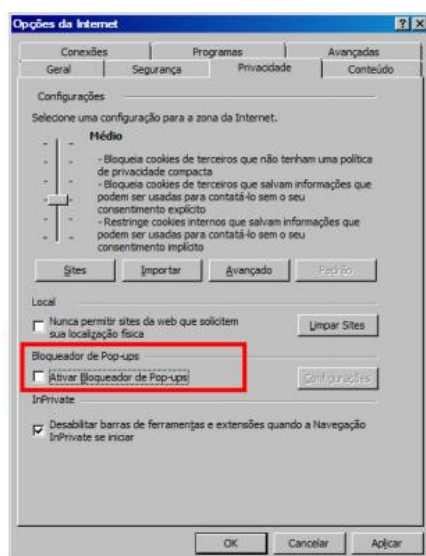 Opções da Internet
Conexões Programas Avançadas
Geral Segurança Privacidade Conteúdo
Configurações
Selecione uma configuração para a zona da Internet.
Médio
- Bloqueia cookies de terceiros que não tenham uma política
de privacidade compacta
- Bloqueia cookies de terceiros que salvam informações que
podem ser usadas para contatá-lo sem o seu
consentimento explícito
- Restringe cookies internos que salvam informações que
podem ser usadas para contatá-lo sem o seu
consentimento implícito
Sites Importar Avançado Padrão
Local
Nunca permitir sites da web que solicitem
sua localização física
Limpar Sites
Bloqueador de Pop-ups
Ativar Bloqueador de Pop-ups Configurações
InPrivate
Desabilitar barras de ferramentas e extensões quando a Navegação
InPrivate se iniciar
OK Cancelar Aplicar